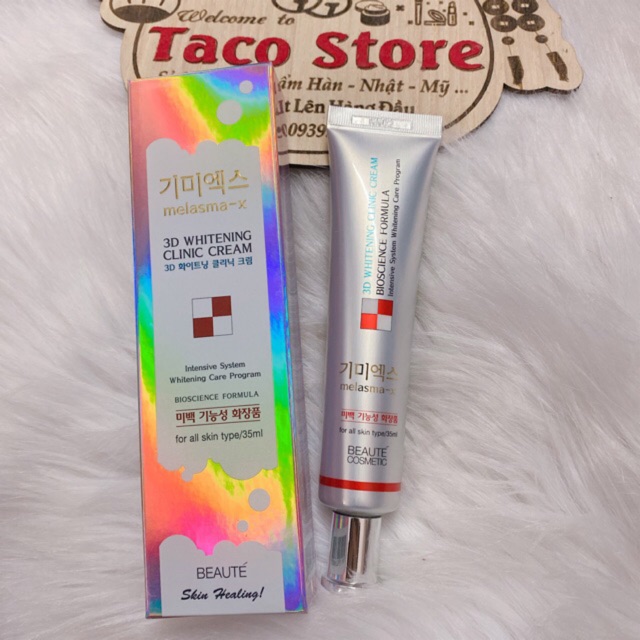 Welcome to
Taco Store
ẩm Hàn - Nhật - Mỹ ...
Lên Hàng Đầu
0939
기미엑스
melasma-x
3D WHITENING
CLINIC CREAM
3D 화이트닝 클리닉 크림
Intensive System
Whitening Care Program
BIOSCIENCE FORMULA
미백 기능성 화장품
for all skin type/35ml
BEAUTÉ
Skin Healing!
3D WHITENING CLINIC CREAM
BIOSCIENCE FORMULA
Intensive System Whitening Care Program
기미엑스
melasma-x
미백 기능성 화장품
for all skin type/35ml
BEAUTÉ
COSMETIC